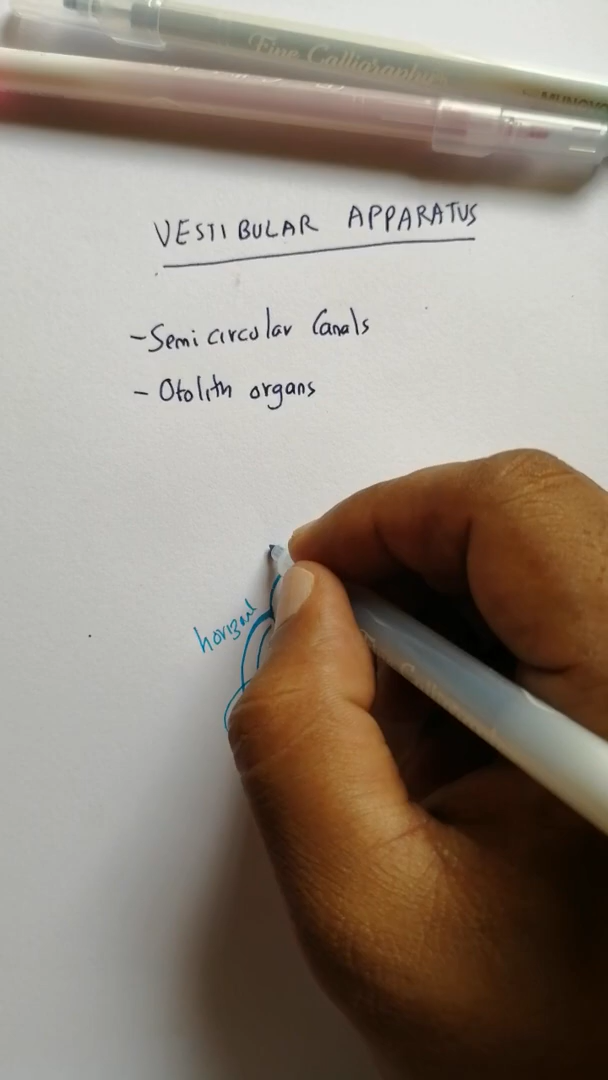 Fine Calligraphy
VESTIBULAR APPARATUS
- Semi circular Canals
- Otolith organs